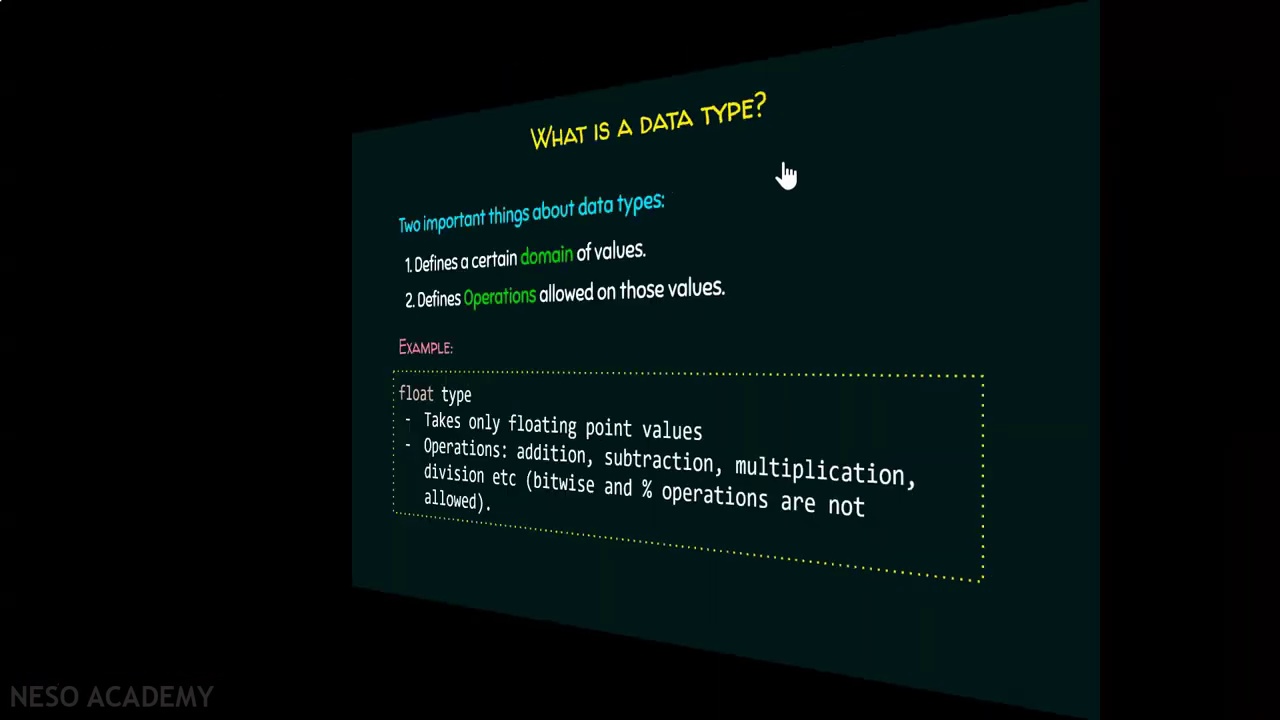 WHAT IS A DATA TYPE?
Two important things about data types:
1. Defines a certain domain of values.
2. Defines Operations allowed on those values.
EXAMPLE:
float type
- Takes only floating point values
- Operations: addition, subtraction, multiplication,
division etc (bitwise and % operations are not
allowed).
NESO ACADEMY